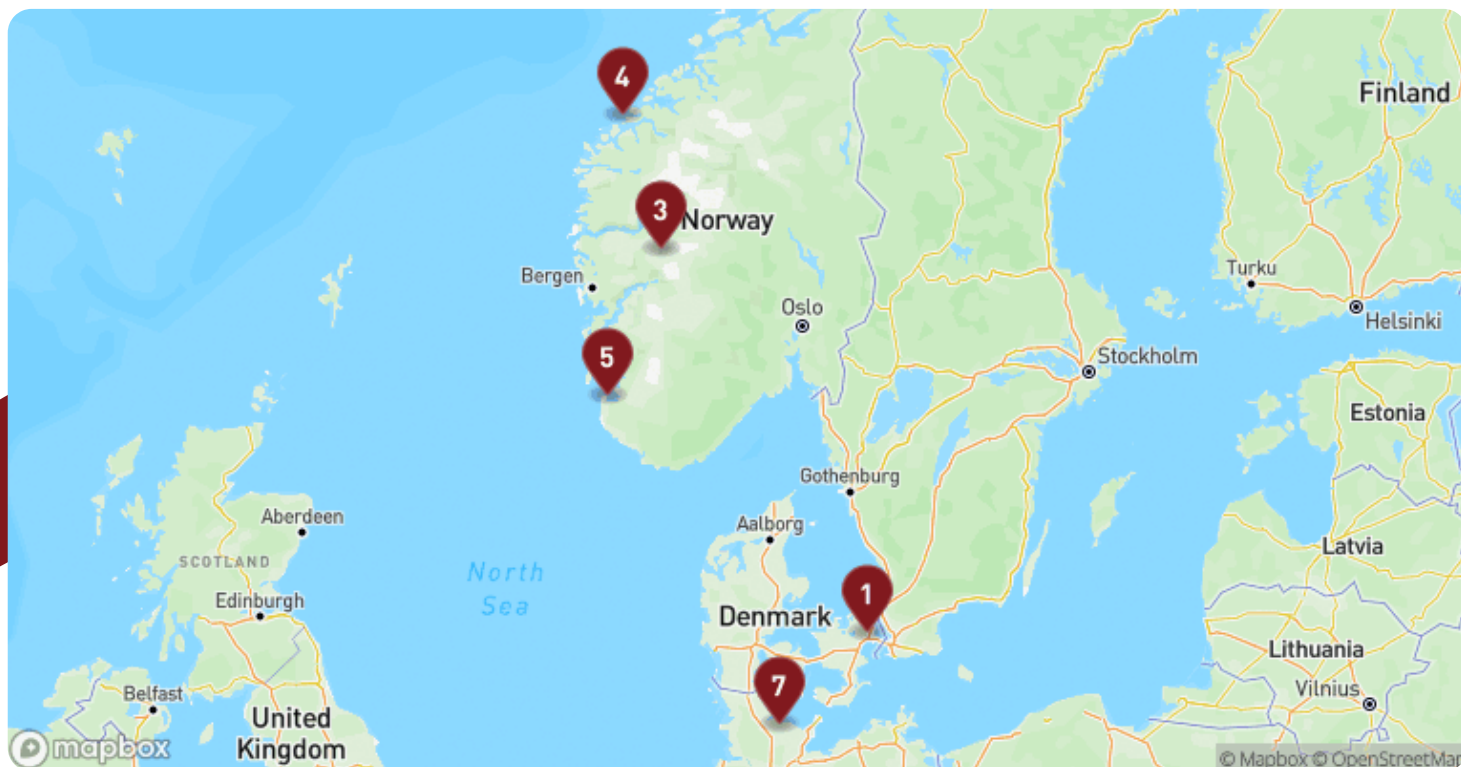 4
Finland
3
Norway
Bergen
Turku
Oslo
Helsinki
5
Stockholm
Estonia
Gothenburg
Aberdeen
Aalborg
SCOTLAND
Latvia
North
Sea
Edinburgh
1
Denmark
Lithuania
7
Belfast
Vilnius
United
Kingdom
mapbox
© Mapbox © OpenStreetMap